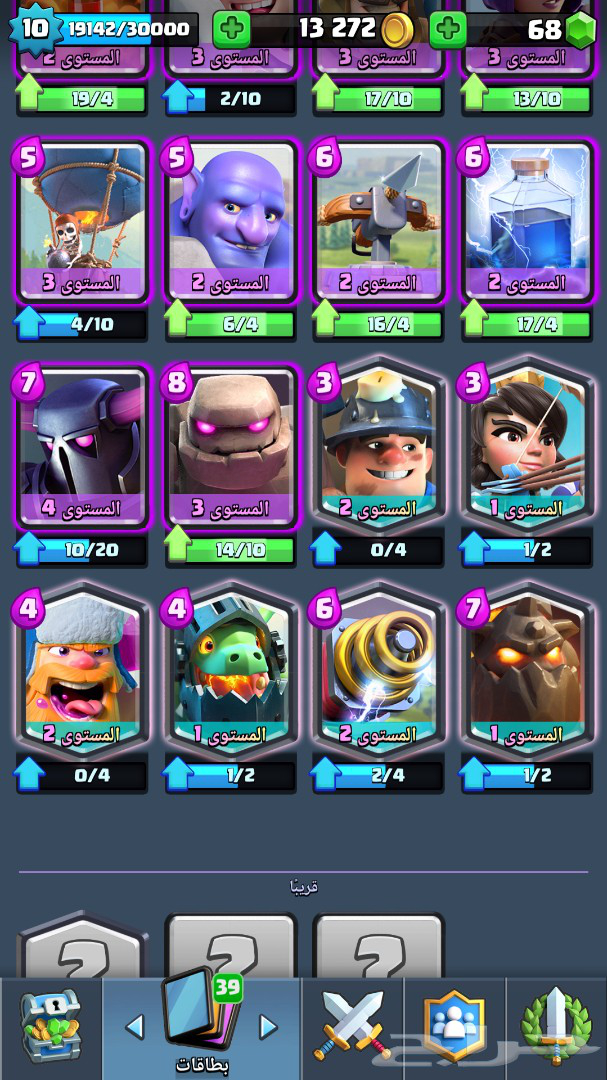 10 19142/30000 13 272 68
المستوى 2 المستوى 3 المستوى 3 المستوى 3
19/4 2/10 17/10 13/10
5 5 6 6
المستوى 3 المستوى 2 المستوى 2 المستوى 2
4/10 6/4 16/4 17/4
7 8 3 3
المستوى 4 المستوى 3 المستوى 2 المستوى 1
10/20 14/10 0/4 1/2
4 4 6 7
المستوى 2 المستوى 1 المستوى 2 المستوى 1
0/4 1/2 2/4 1/2
قريبًا
? ? ?
39
بطاقات
حراج